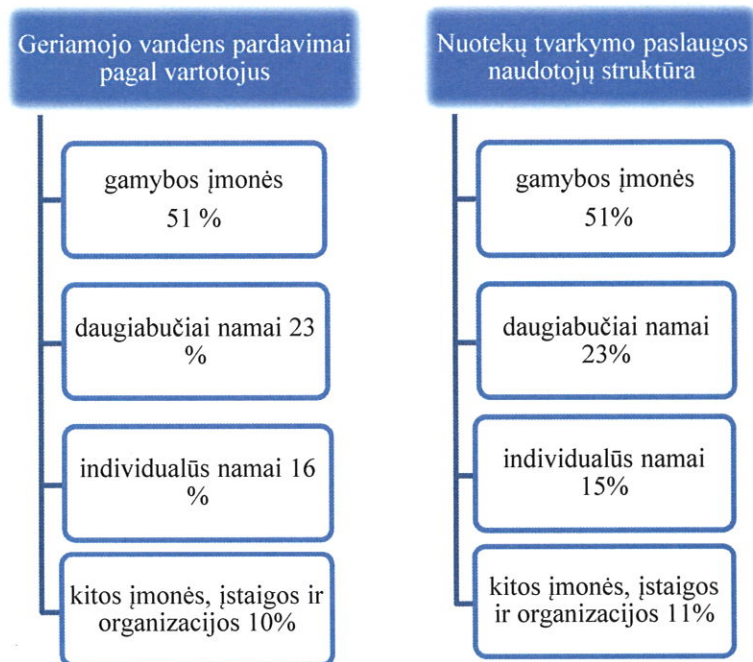 Geriamojo vandens pardavimai
pagal vartotojus
gamybos įmonės
51 %
daugiabučiai namai 23
%
individualūs namai 16
%
kitos įmonės, įstaigos ir
organizacijos 10%
Nuotekų tvarkymo paslaugos
naudotojų struktūra
gamybos įmonės
51%
daugiabučiai namai
23%
individualūs namai
15%
kitos įmonės, įstaigos
ir organizacijos 11%